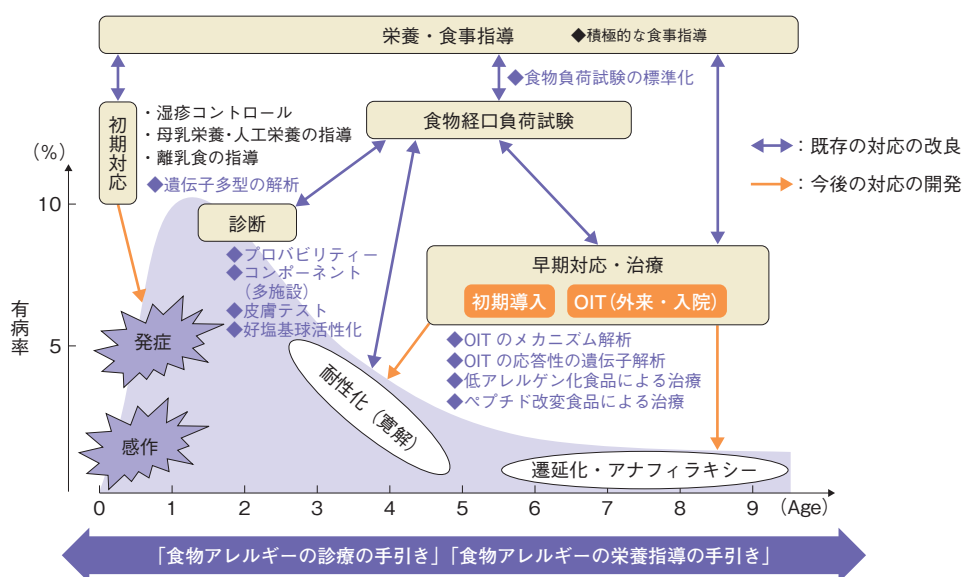 栄養・食事指導 ◆積極的な食事指導
◆食物負荷試験の標準化
初期対応
・湿疹コントロール
・母乳栄養・人工栄養の指導
・離乳食の指導
◆遺伝子多型の解析
食物経口負荷試験
：既存の対応の改良
：今後の対応の開発
(%)
10
5
0
有病率
診断
◆プロバビリティー
◆コンポーネント
(多施設)
◆皮膚テスト
◆好塩基球活性化
早期対応・治療
初期導入 OIT(外来・入院)
◆OITのメカニズム解析
◆OITの応答性の遺伝子解析
◆低アレルゲン化食品による治療
◆ペプチド改変食品による治療
発症
感作
耐性化(寛解)
遷延化・アナフィラキシー
0 1 2 3 4 5 6 7 8 9 (Age)
「食物アレルギーの診療の手引き」「食物アレルギーの栄養指導の手引き」